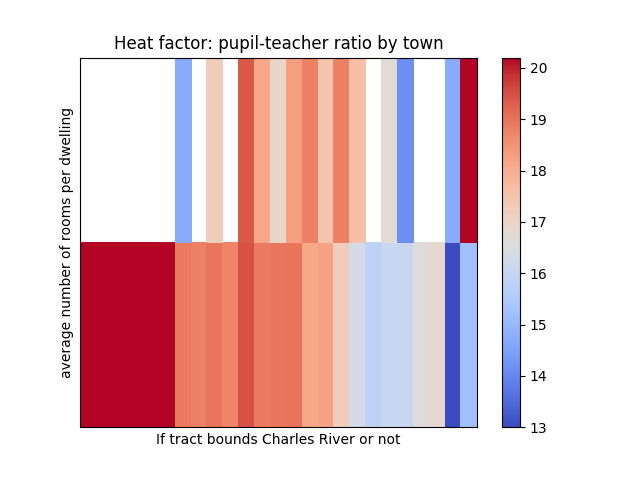 Heat factor: pupil-teacher ratio by town
average number of rooms per dwelling
If tract bounds Charles River or not
20
19
18
17
16
15
14
13